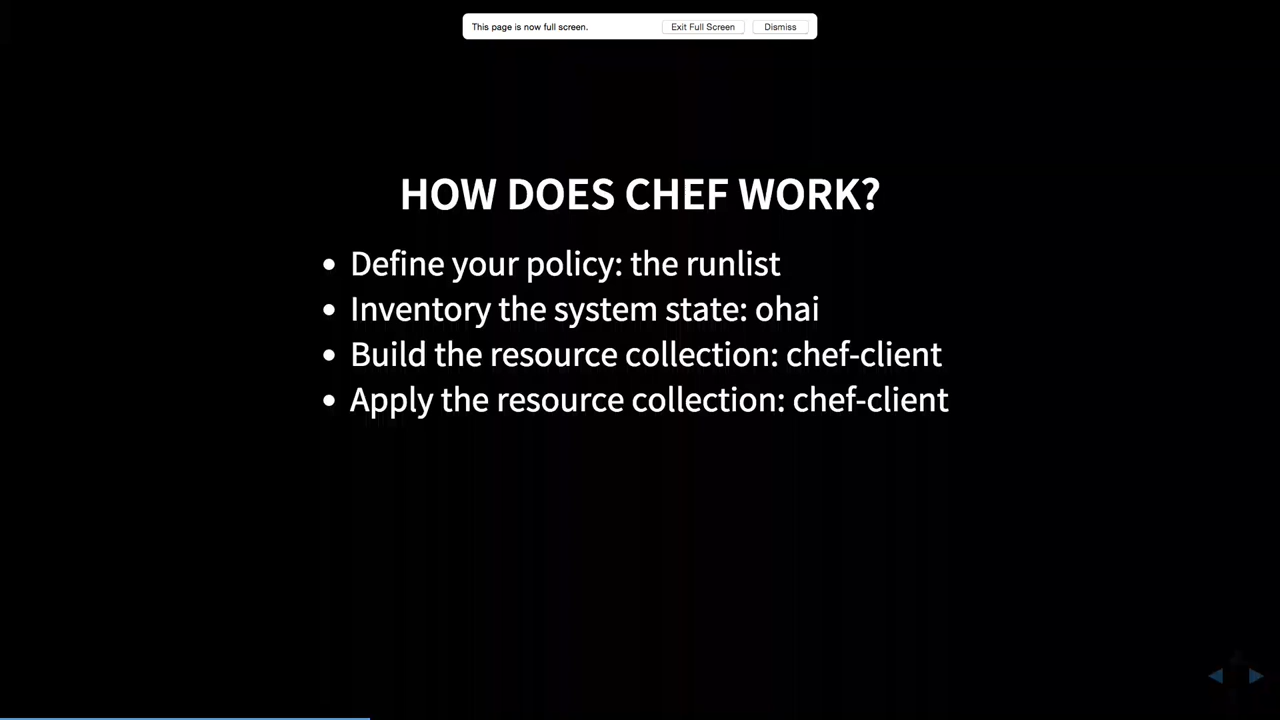 This page is now full screen. Exit Full Screen Dismiss
HOW DOES CHEF WORK?
• Define your policy: the runlist
• Inventory the system state: ohai
• Build the resource collection: chef-client
• Apply the resource collection: chef-client